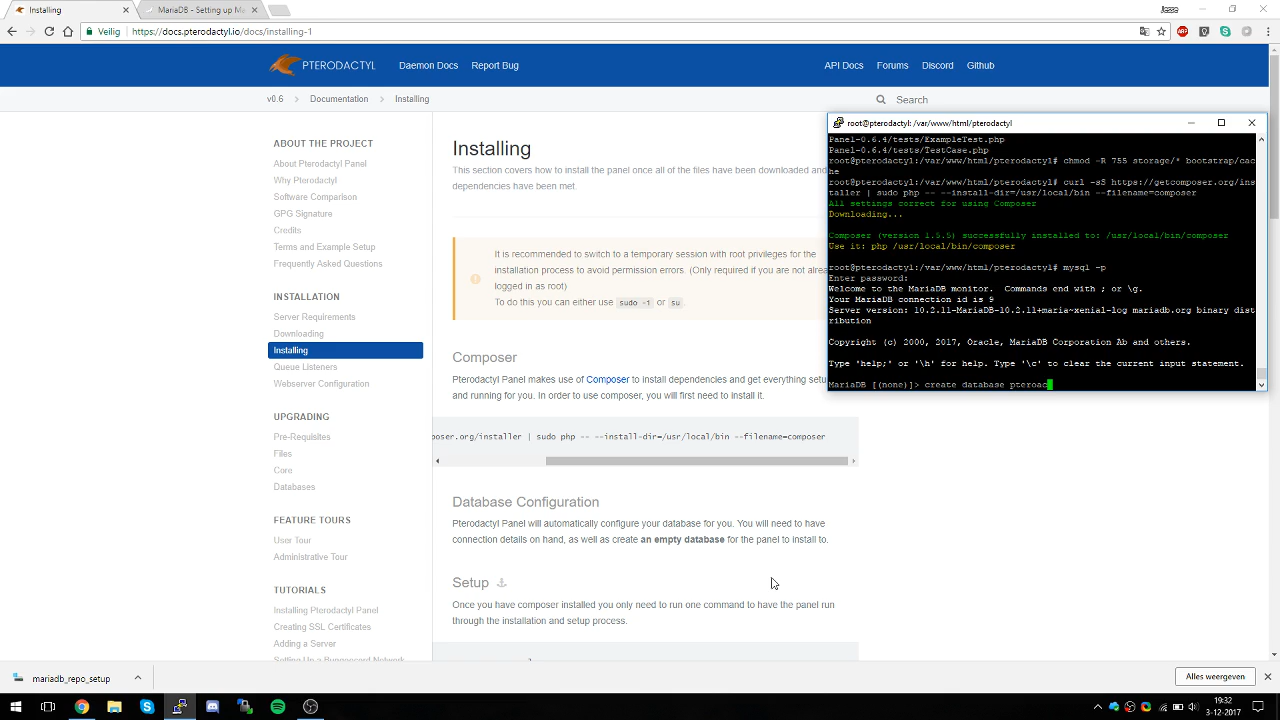 Installing
MariaDB - Setting up Ma
Jesse
Veilig
https://docs.pterodactyl.io/docs/installing-1
PTERODACTYL
Daemon Docs
Report Bug
API Docs
Forums
Discord
Github
v0.6
Documentation
Installing
Search
ABOUT THE PROJECT
About Pterodactyl Panel
Why Pterodactyl
Software Comparison
GPG Signature
Credits
Terms and Example Setup
Frequently Asked Questions
INSTALLATION
Server Requirements
Downloading
Installing
Queue Listeners
Webserver Configuration
UPGRADING
Pre-Requisites
Files
Core
Databases
FEATURE TOURS
User Tour
Administrative Tour
TUTORIALS
Installing Pterodactyl Panel
Creating SSL Certificates
Adding a Server
Setting Up a Bungeecord Network
Installing
This section covers how to install the panel once all of the files have been downloaded and
dependencies have been met.
It is recommended to switch to a temporary session with root privileges for the
installation process to avoid permission errors. (Only required if you are not alrea
logged in as root)
To do this you can either use sudo -i or su
Composer
Pterodactyl Panel makes use of Composer to install dependencies and get everything setu
and running for you. In order to use composer, you will first need to install it.
poser.org/installer | sudo php -- --install-dir=/usr/local/bin --filename=composer
Database Configuration
Pterodactyl Panel will automatically configure your database for you. You will need to have
connection details on hand, as well as create an empty database for the panel to install to.
Setup
Once you have composer installed you only need to run one command to have the panel run
through the installation and setup process.
root@pterodactyl: /var/www/html/pterodactyl
Panel-0.6.4/tests/ExampleTest.php
Panel-0.6.4/tests/TestCase.php
root@pterodactyl:/var/www/html/pterodactyl# chmod -R 755 storage/* bootstrap/cac
he
root@pterodactyl:/var/www/html/pterodactyl# curl -sS https://getcomposer.org/ins
taller | sudo php -- --install-dir=/usr/local/bin --filename=composer
All settings correct for using Composer
Downloading...
Composer (version 1.5.5) successfully installed to: /usr/local/bin/composer
Use it: php /usr/local/bin/composer
root@pterodactyl:/var/www/html/pterodactyl# mysql -p
Enter password:
Welcome to the MariaDB monitor.  Commands end with ; or \g.
Your MariaDB connection id is 9
Server version: 10.2.11-MariaDB-10.2.11+maria~xenial-log mariadb.org binary dist
ribution
Copyright (c) 2000, 2017, Oracle, MariaDB Corporation Ab and others.
Type 'help;' or '\h' for help. Type '\c' to clear the current input statement.
MariaDB [(none)]> create database pteroac
mariadb_repo_setup
Alles weergeven
19:32
3-12-2017